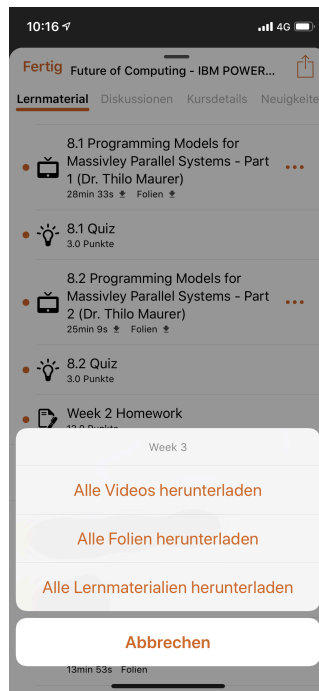 10:16
4G
Fertig
Future of Computing - IBM POWER...
Lernmaterial Diskussionen Kursdetails Neuigkeite
8.1 Programming Models for
Massivley Parallel Systems - Part
1 (Dr. Thilo Maurer)
28min 33s Folien
8.1 Quiz
3.0 Punkte
8.2 Programming Models for
Massivley Parallel Systems - Part
2 (Dr. Thilo Maurer)
25min 9s Folien
8.2 Quiz
3.0 Punkte
Week 2 Homework
Week 3
Alle Videos herunterladen
Alle Folien herunterladen
Alle Lernmaterialien herunterladen
Abbrechen
13min 53s Folien